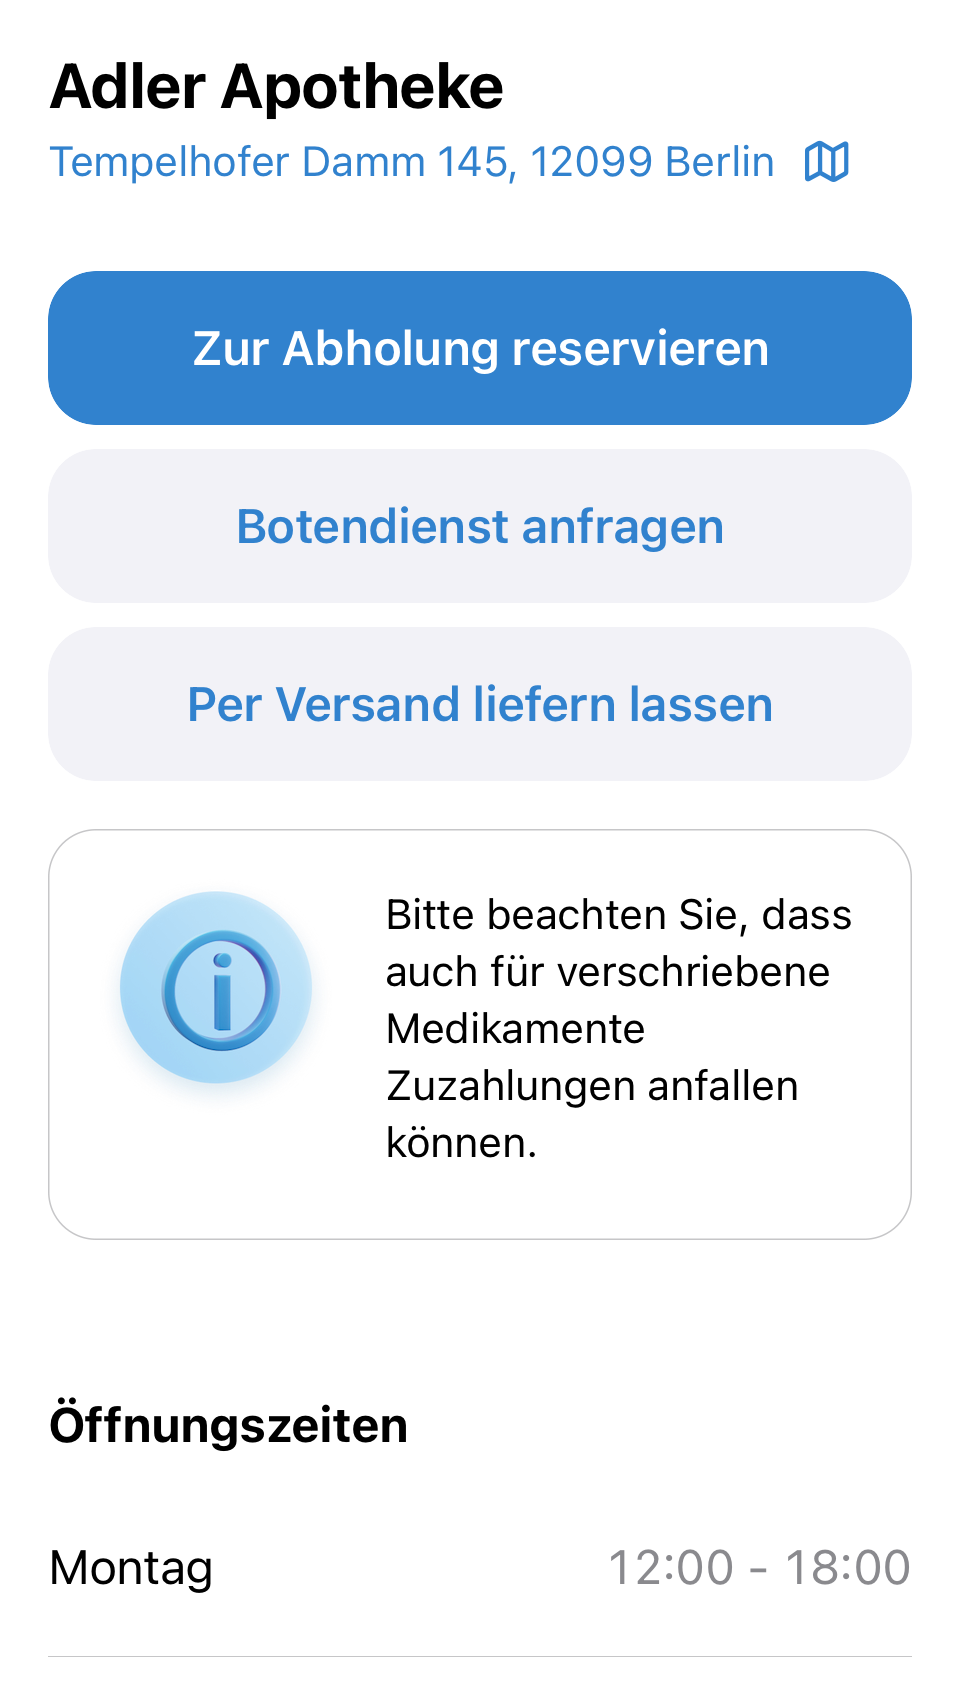 Adler Apotheke
Tempelhofer Damm 145, 12099 Berlin
Zur Abholung reservieren
Botendienst anfragen
Per Versand liefern lassen
Bitte beachten Sie, dass
auch für verschriebene
Medikamente
Zuzahlungen anfallen
können.
Öffnungszeiten
Montag 12:00 - 18:00